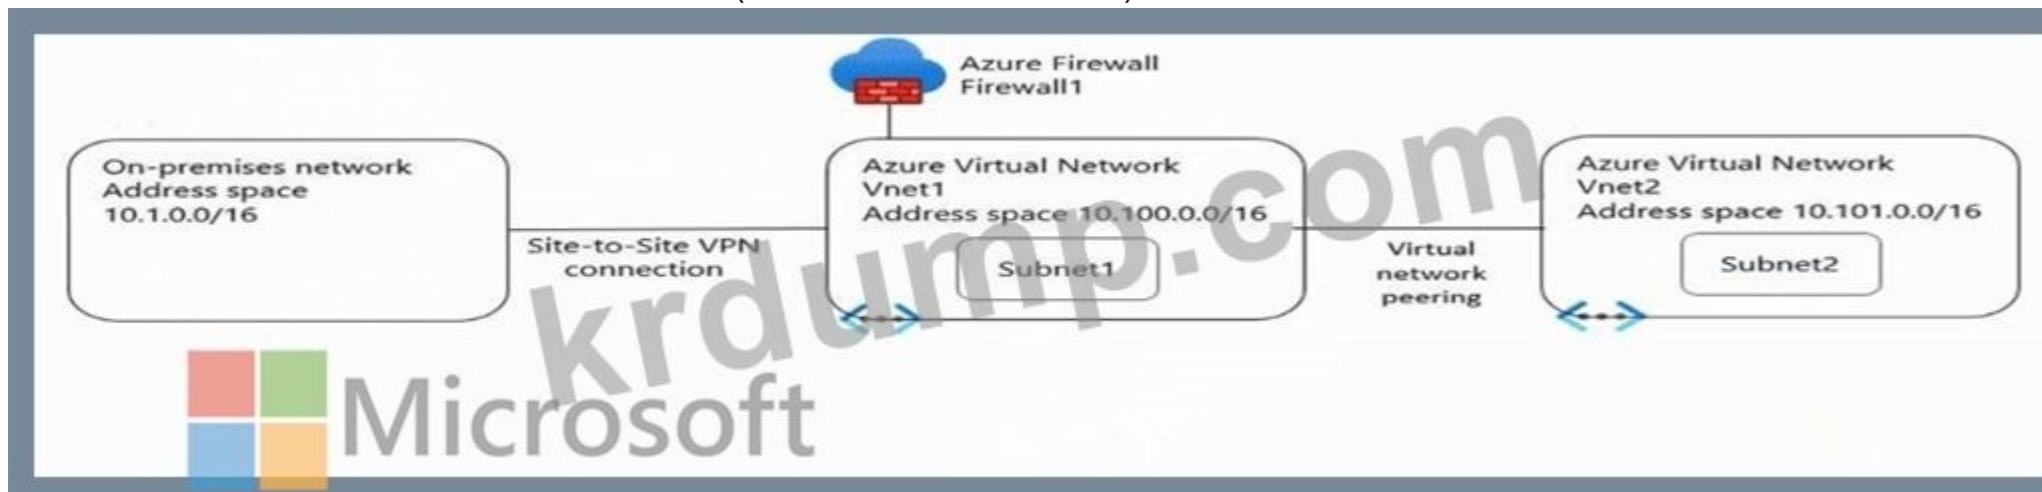 Azure Firewall
Firewall1
On-premises network
Address space
10.1.0.0/16
Site-to-Site VPN
connection
Azure Virtual Network
Vnet1
Address space 10.100.0.0/16
Subnet1
Virtual
network
peering
Azure Virtual Network
Vnet2
Address space 10.101.0.0/16
Subnet2
krdump.com
Microsoft